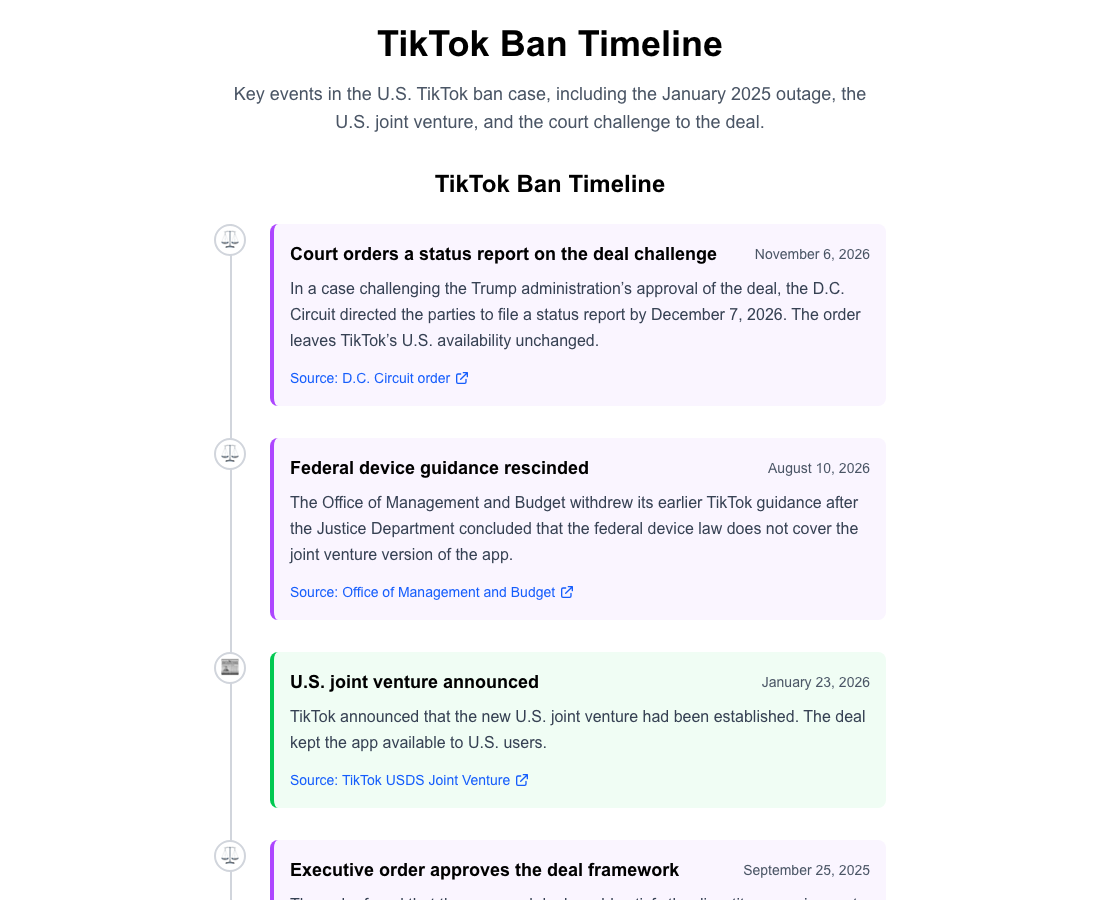 TikTok Ban Timeline
Key events in the U.S. TikTok ban case, including the January 2025 outage, the
U.S. joint venture, and the court challenge to the deal.
TikTok Ban Timeline
Court orders a status report on the deal challenge
November 6, 2026
In a case challenging the Trump administration’s approval of the deal, the D.C.
Circuit directed the parties to file a status report by December 7, 2026. The order
leaves TikTok’s U.S. availability unchanged.
Source: D.C. Circuit order
Federal device guidance rescinded
August 10, 2026
The Office of Management and Budget withdrew its earlier TikTok guidance after
the Justice Department concluded that the federal device law does not cover the
joint venture version of the app.
Source: Office of Management and Budget
U.S. joint venture announced
January 23, 2026
TikTok announced that the new U.S. joint venture had been established. The deal
kept the app available to U.S. users.
Source: TikTok USDS Joint Venture
Executive order approves the deal framework
September 25, 2025